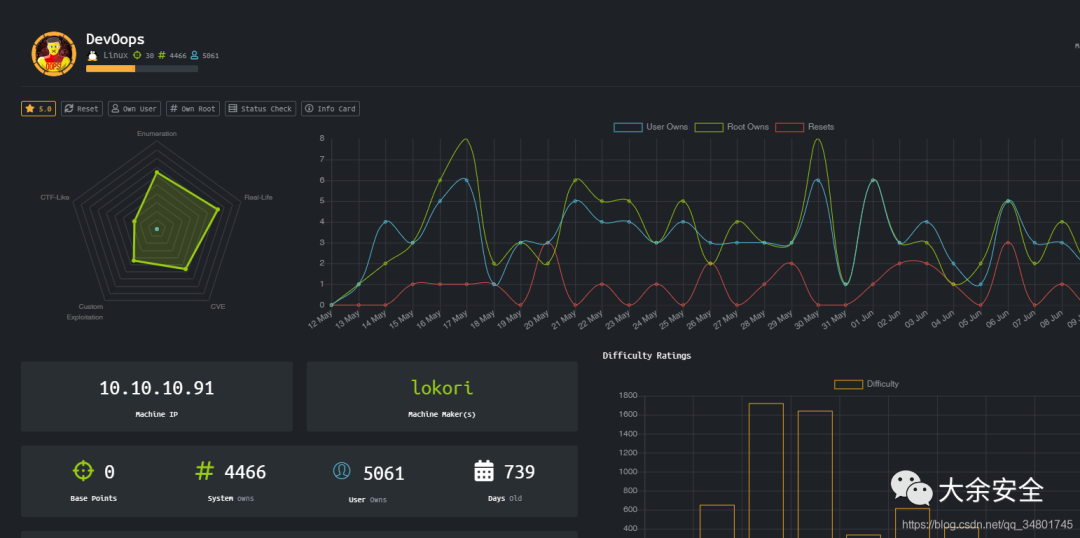 DevOops
Linux 30 # 4466 5061
5.0 Reset Own User # Own Root Status Check Info Card
Enumeration
CTF-Like
Real-Life
Custom
Exploitation
CVE
User Owns Root Owns Resets
8
7
6
5
4
3
2
1
0
12 May 13 May 14 May 15 May 16 May 17 May 18 May 19 May 20 May 21 May 22 May 23 May 24 May 25 May 26 May 27 May 28 May 29 May 30 May 31 May 01 Jun 02 Jun 03 Jun 04 Jun 05 Jun 06 Jun 07 Jun 08 Jun
10.10.10.91
Machine IP
lokori
Machine Maker(s)
0
Base Points
# 4466
System owns
5061
User Owns
739
Days Old
Difficulty Ratings
Difficulty
1800
1600
1400
1200
1000
800
600
400
大余安全
https://blog.csdn.net/qq_34801745